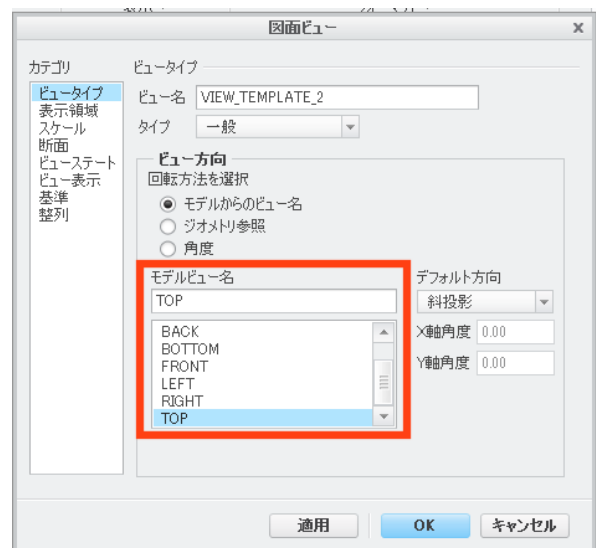 図面ビュー x
カテゴリ
ビュータイプ
表示領域
スケール
断面
ビューステート
ビュー表示
基準
整列
ビュータイプ
ビュー名 VIEW_TEMPLATE_2
タイプ 一般
ビュー方向
回転方法を選択
モデルからのビュー名
ジオメトリ参照
角度
モデルビュー名
TOP
BACK
BOTTOM
FRONT
LEFT
RIGHT
TOP
デフォルト方向
斜投影
X軸角度 0.00
Y軸角度 0.00
適用 OK キャンセル